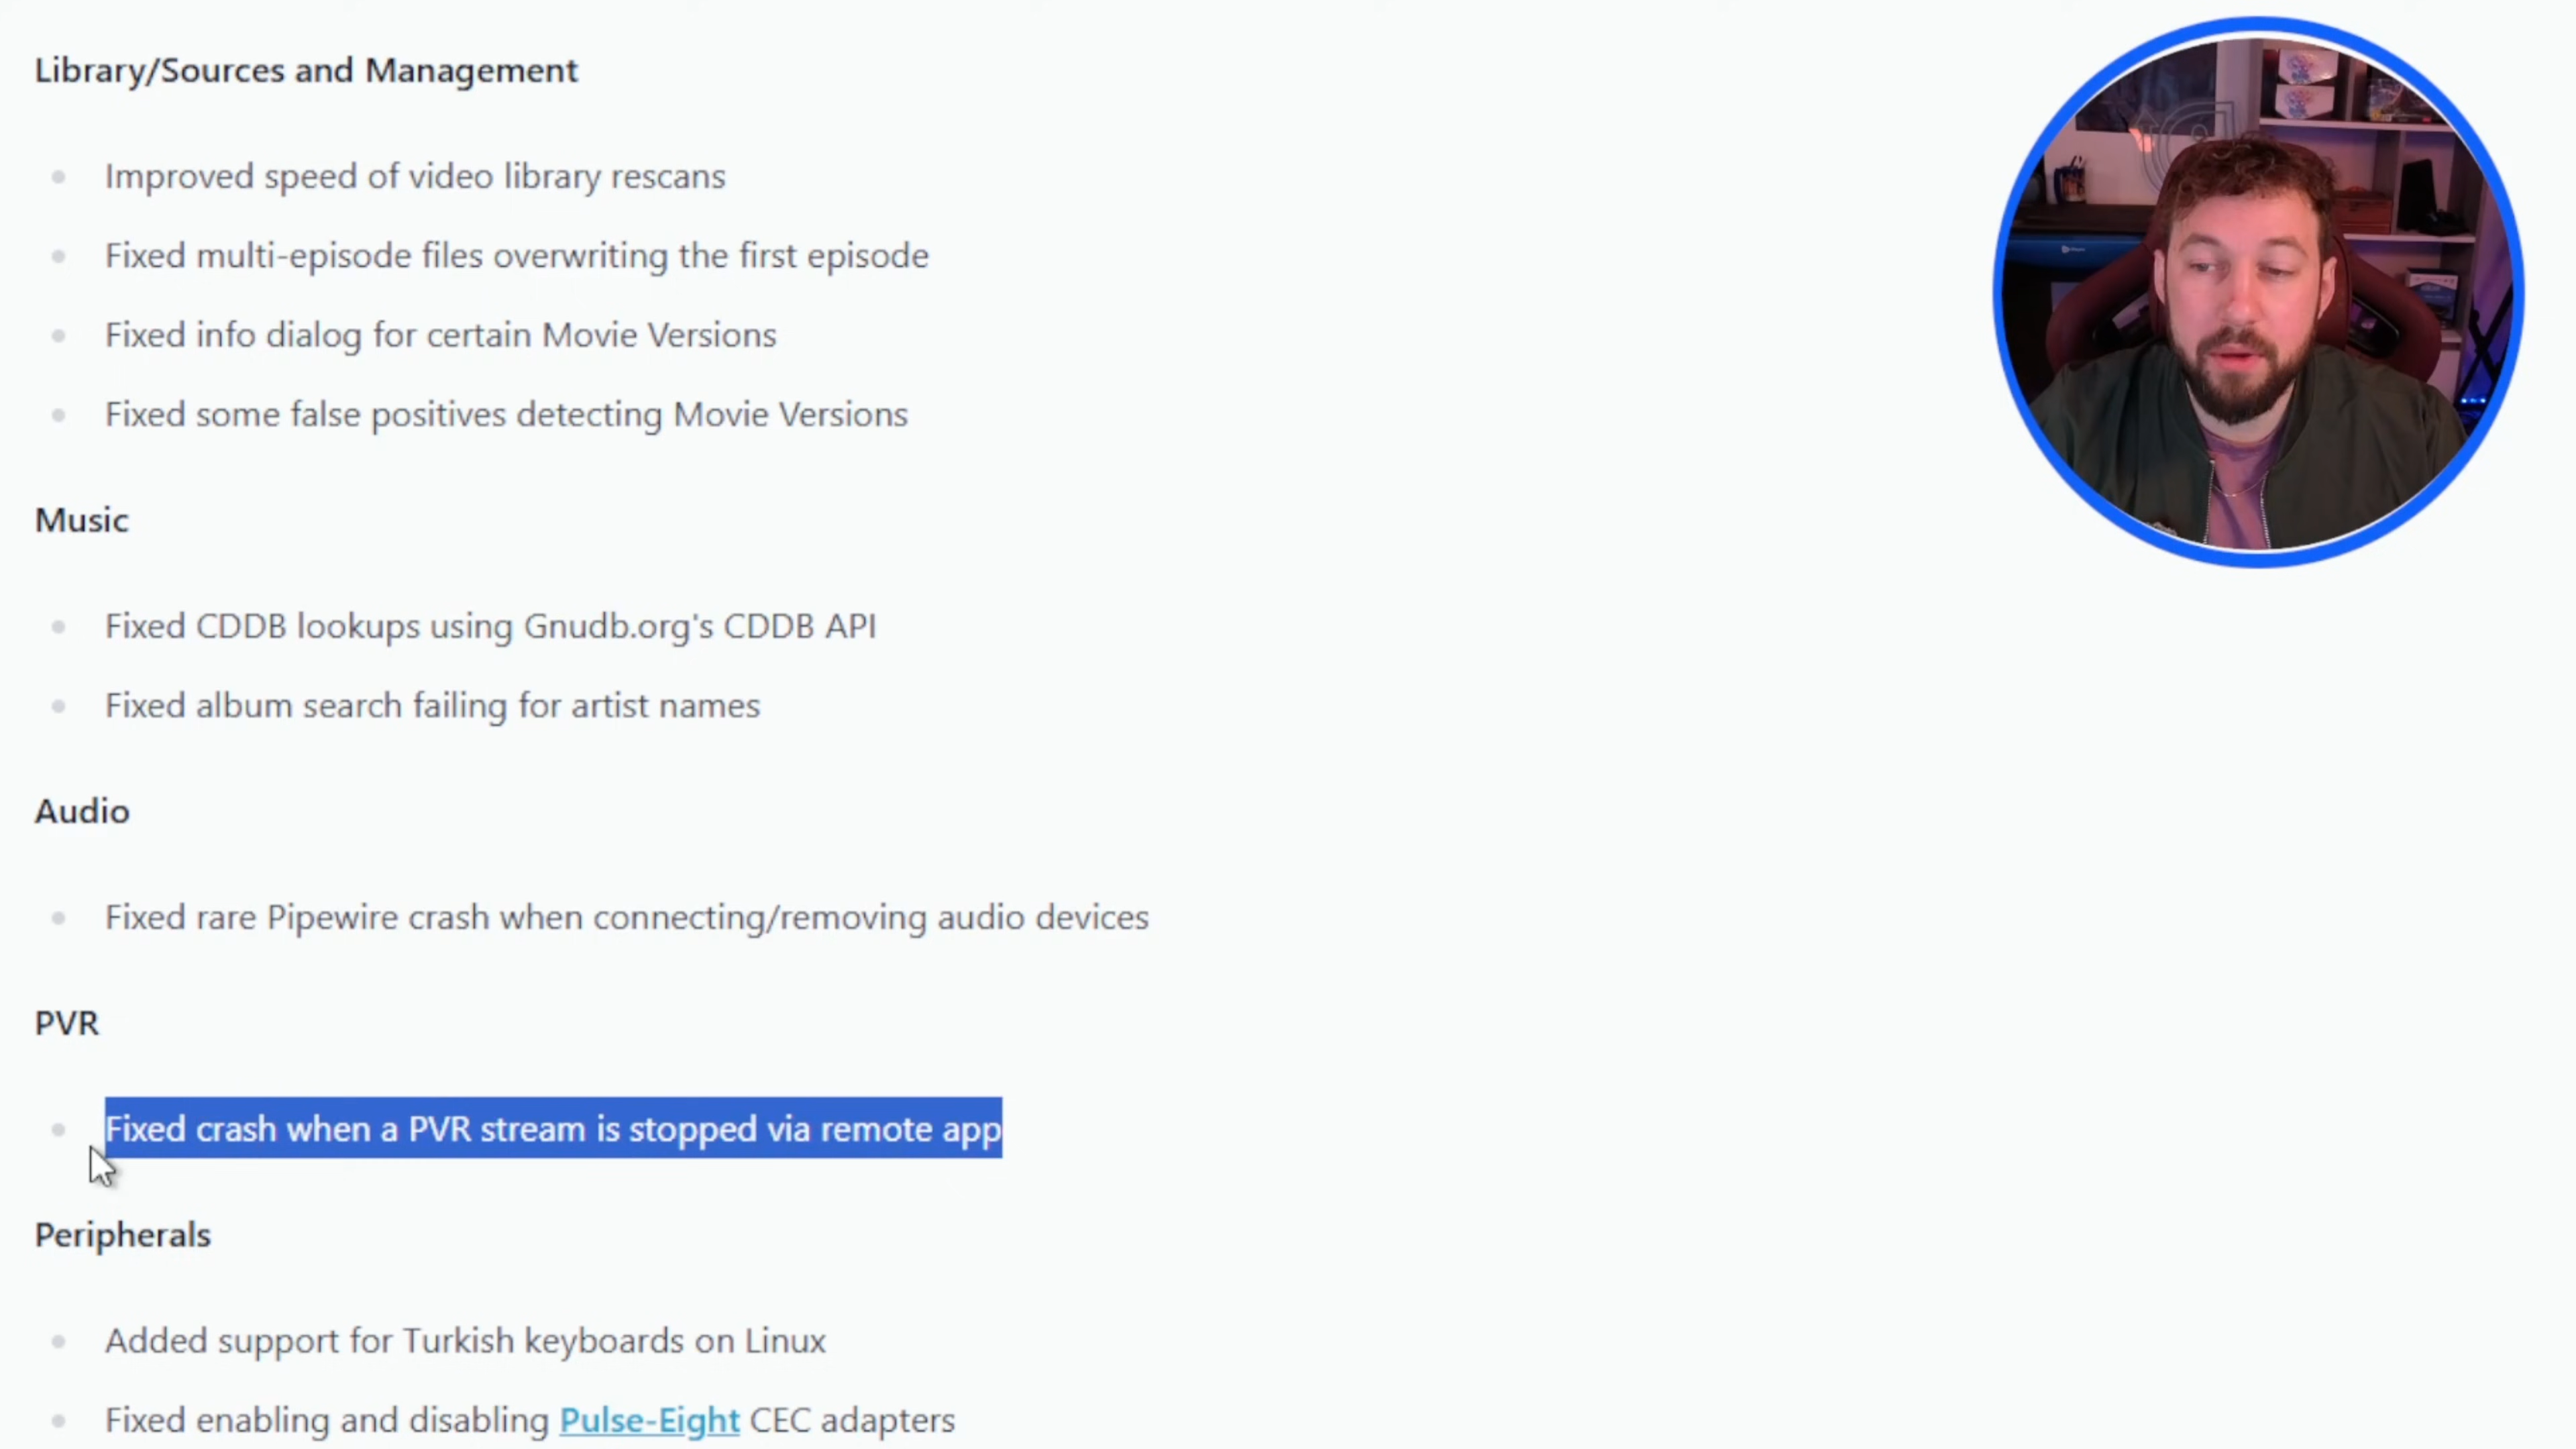 Library/Sources and Management
Improved speed of video library rescans
Fixed multi-episode files overwriting the first episode
Fixed info dialog for certain Movie Versions
Fixed some false positives detecting Movie Versions
Music
Fixed CDDB lookups using Gnudb.org's CDDB API
Fixed album search failing for artist names
Audio
Fixed rare Pipewire crash when connecting/removing audio devices
PVR
Fixed crash when a PVR stream is stopped via remote app
Peripherals
Added support for Turkish keyboards on Linux
Fixed enabling and disabling Pulse-Eight CEC adapters